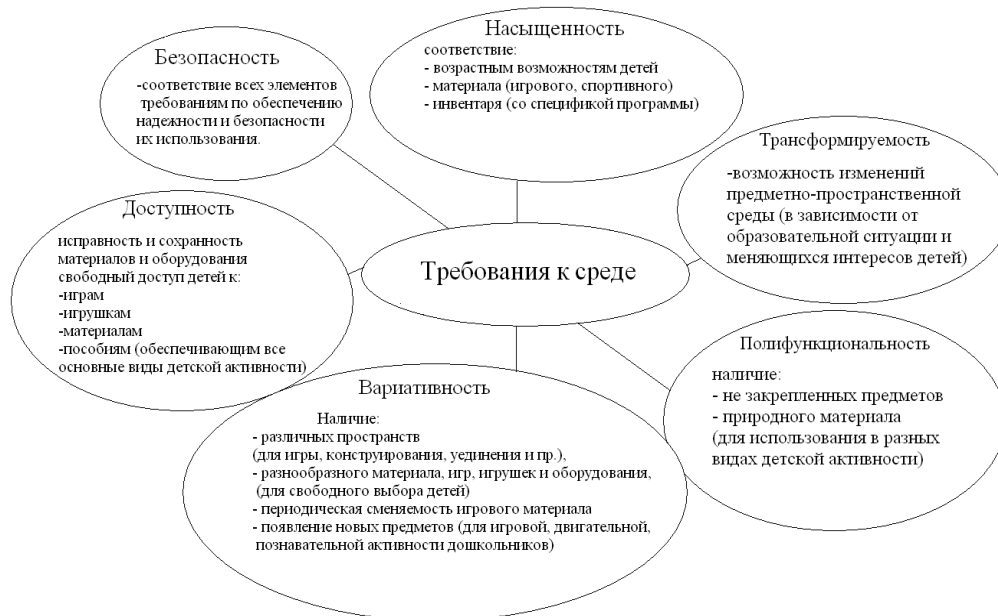 Насыщенность
соответствие:
- возрастным возможностям детей
- материала (игрового, спортивного)
- инвентаря (со спецификой программы)
Безопасность
-соответствие всех элементов
требованиям по обеспечению
надежности и безопасности
их использования.
Трансформируемость
-возможность изменений
предметно-пространственной
среды (в зависимости от
образовательной ситуации и
меняющихся интересов детей)
Доступность
исправность и сохранность
материалов и оборудования
свободный доступ детей к:
-играм
-игрушкам
-материалам
-пособиям (обеспечивающим все
основные виды детской активности)
Требования к среде
Полифункциональность
наличие:
- не закрепленных предметов
- природного материала
(для использования в разных
видах детской активности)
Вариативность
Наличие:
- различных пространств
(для игры, конструирования, уединения и пр.),
- разнообразного материала, игр, игрушек и оборудования,
(для свободного выбора детей)
- периодическая сменяемость игрового материала
- появление новых предметов (для игровой, двигательной,
познавательной активности дошкольников)